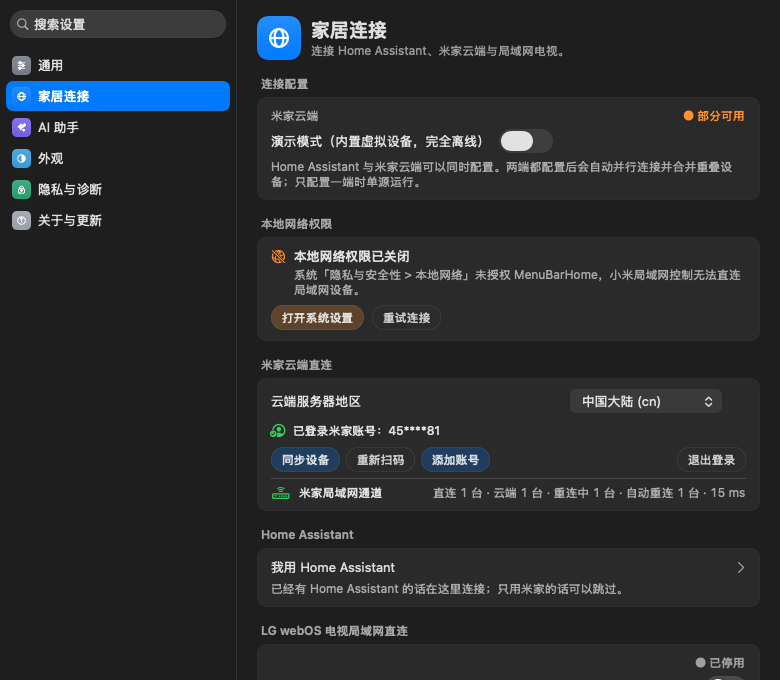 搜索设置
通用
家居连接
AI 助手
外观
隐私与诊断
关于与更新
家居连接
连接 Home Assistant、米家云端与局域网电视。
连接配置
米家云端
部分可用
演示模式（内置虚拟设备，完全离线）
Home Assistant 与米家云端可以同时配置。两端都配置后会自动并行连接并合并重叠设
备；只配置一端时单源运行。
本地网络权限
本地网络权限已关闭
系统「隐私与安全性 > 本地网络」未授权 MenuBarHome，小米局域网控制无法直连
局域网设备。
打开系统设置
重试连接
米家云端直连
云端服务器地区
中国大陆 (cn)
已登录米家账号：45****81
同步设备
重新扫码
添加账号
退出登录
米家局域网通道
直连 1 台 · 云端 1 台 · 重连中 1 台 · 自动重连 1 台 · 15 ms
Home Assistant
我用 Home Assistant
已经有 Home Assistant 的话在这里连接；只用米家的话可以跳过。
LG webOS 电视局域网直连
已停用